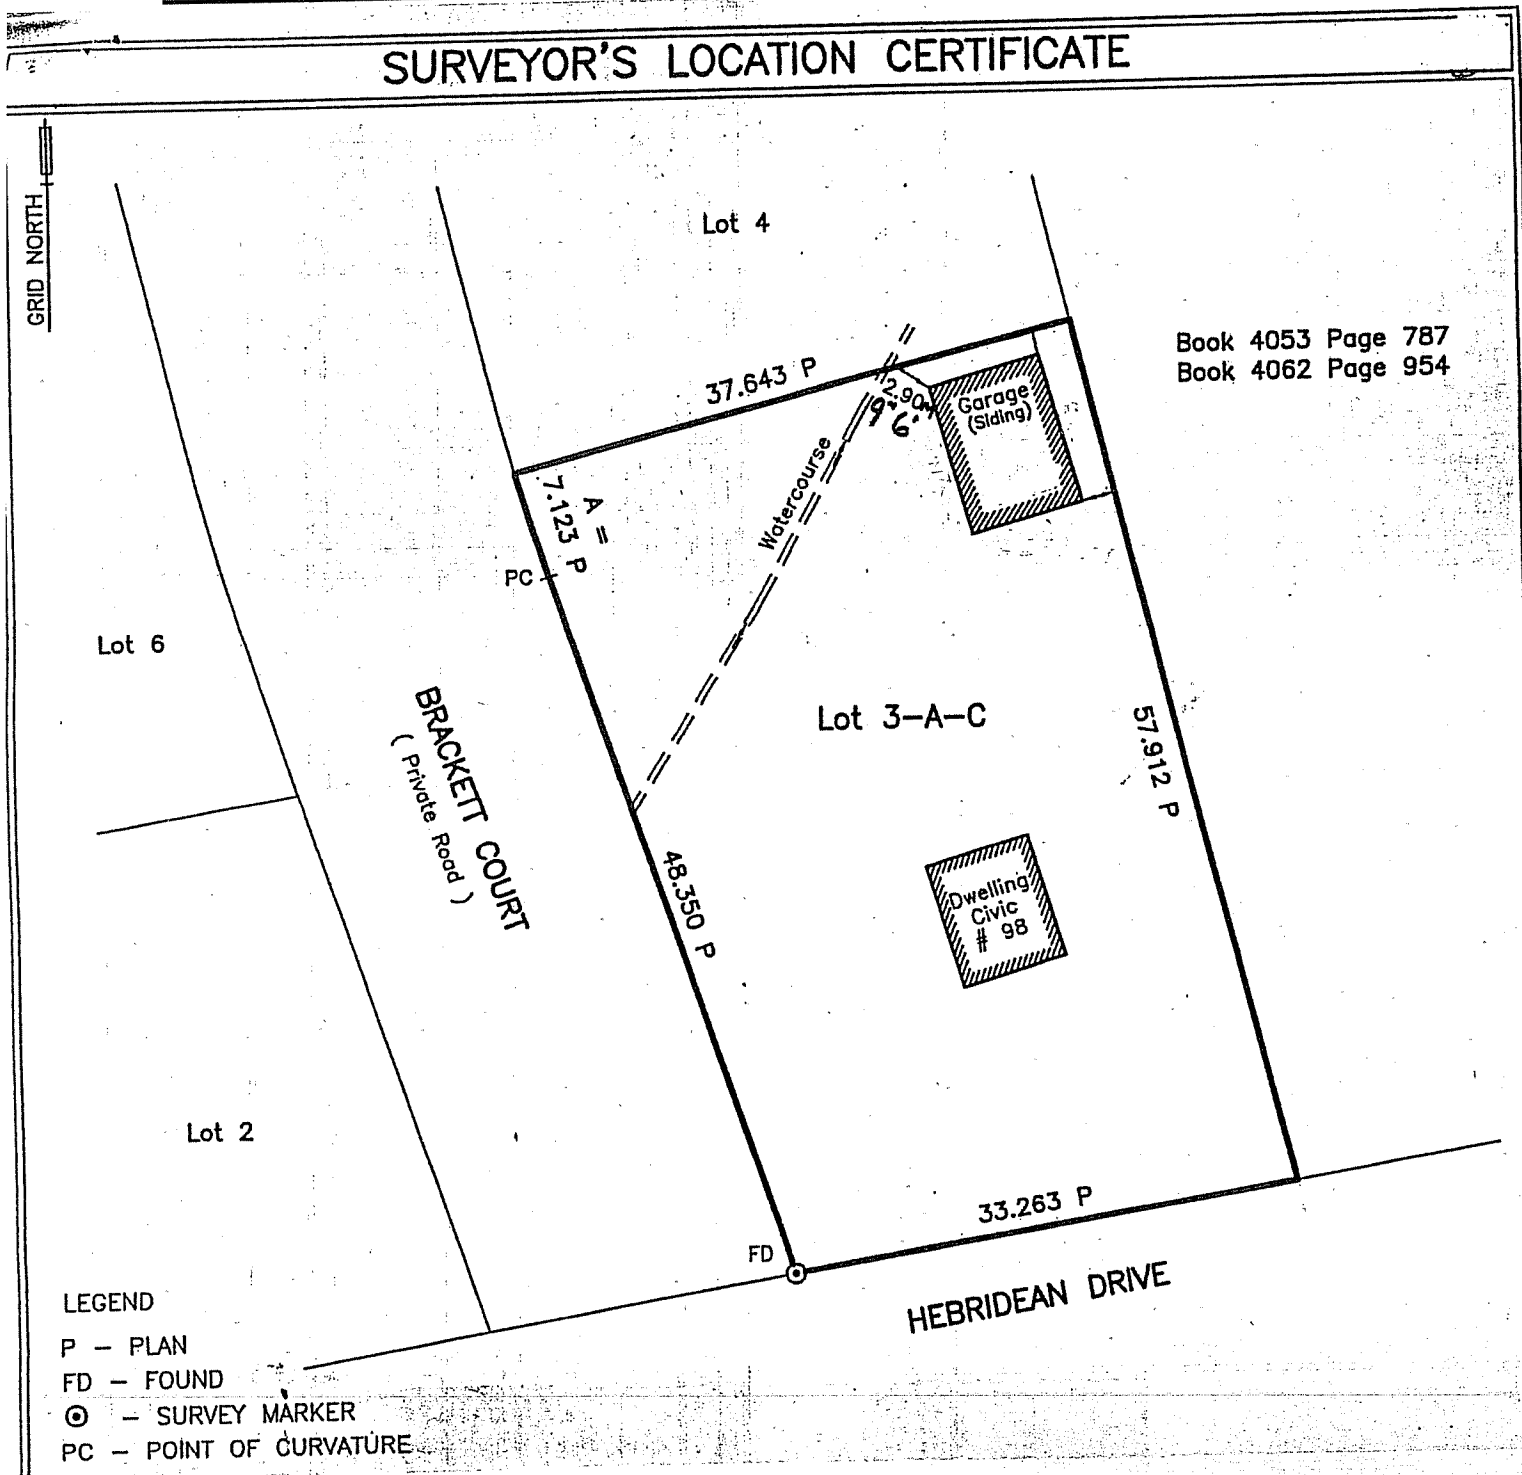 SURVEYOR'S LOCATION CERTIFICATE
GRID NORTH
Lot 4
Book 4053 Page 787
Book 4062 Page 954
37.643 P
2.90m
9' 6"
Garage
(Siding)
Watercourse
A =
7.123 P
PC
Lot 6
BRACKETT COURT
( Private Road )
Lot 3-A-C
57.912 P
48.350 P
Dwelling
Civic
# 98
Lot 2
33.263 P
FD
HEBRIDEAN DRIVE
LEGEND
P - PLAN
FD - FOUND
- SURVEY MARKER
PC - POINT OF CURVATURE